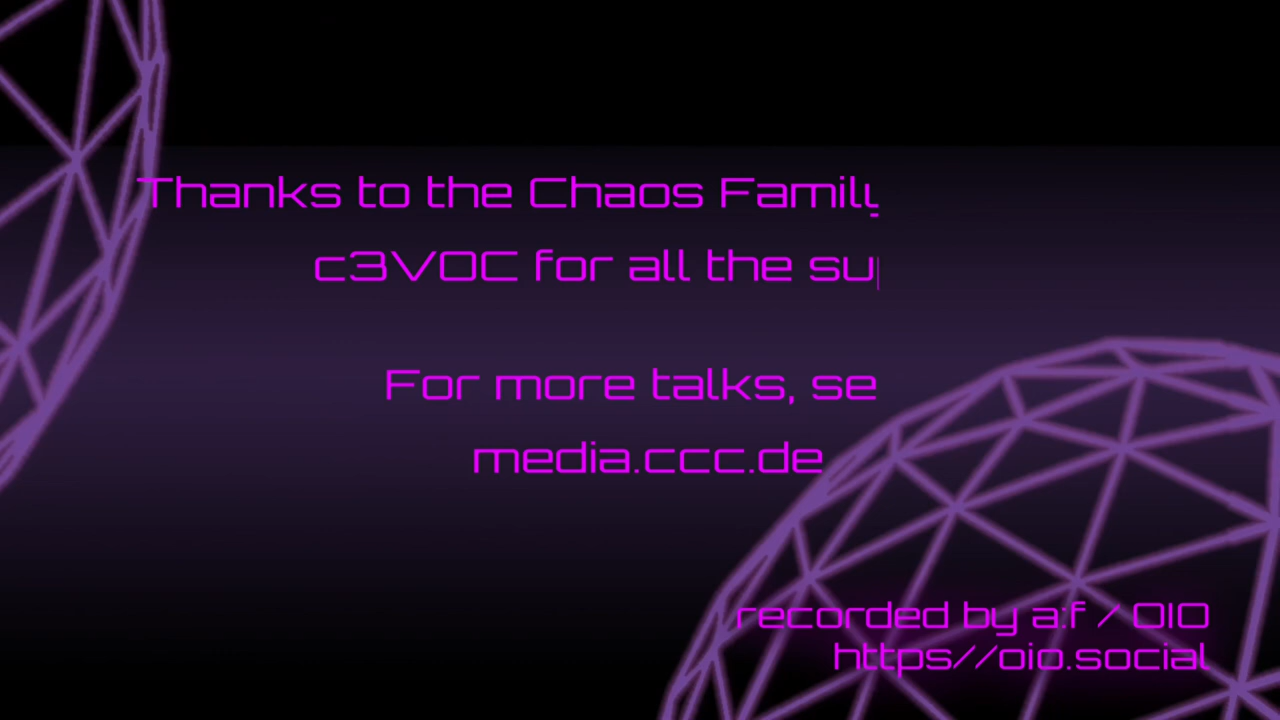 Thanks to the Chaos Family
c3VOC for all the su
For more talks, se
media.ccc.de
recorded by a:f / OIO
https//oio.social